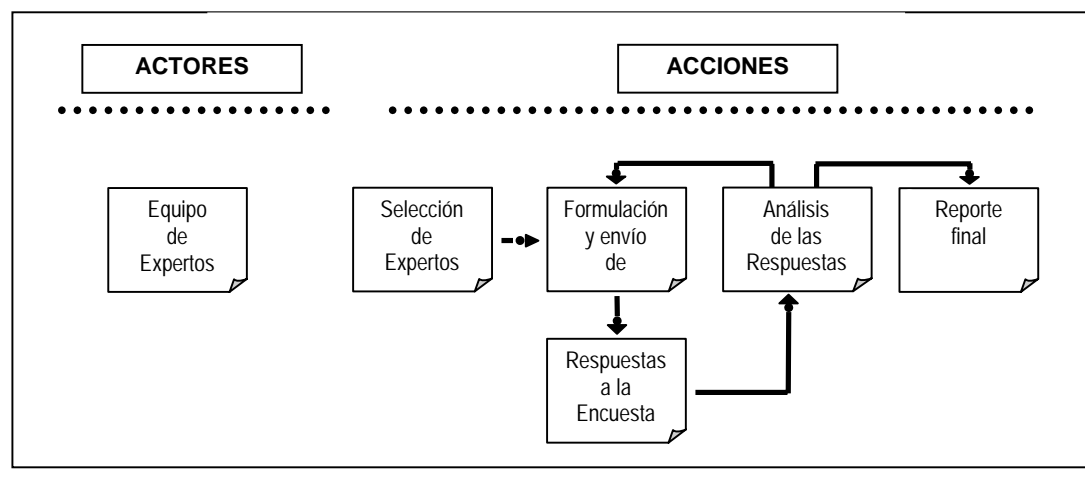 ACTORES
ACCIONES
Equipo
de
Expertos
Selección
de
Expertos
Formulación
y envío
de
Análisis
de las
Respuestas
Reporte
final
Respuestas
a la
Encuesta